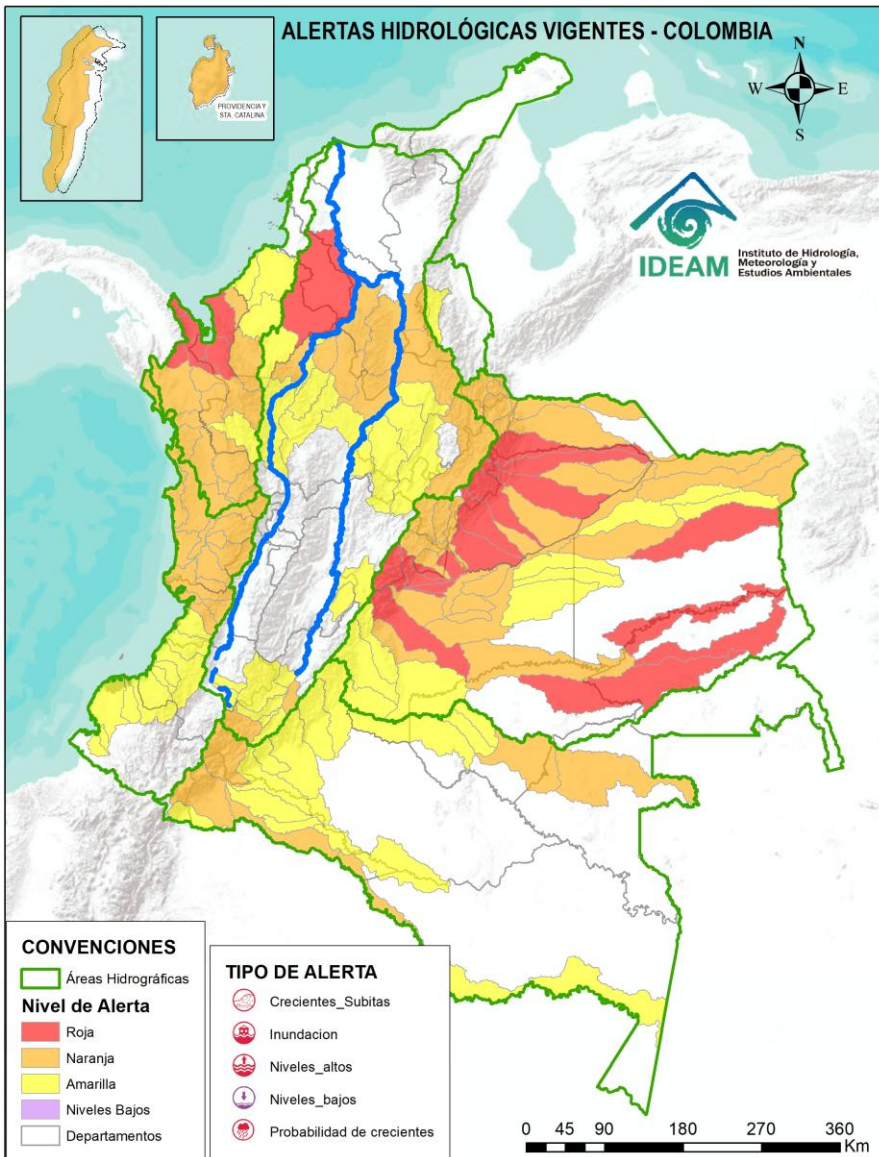 ALERTAS HIDROLÓGICAS VIGENTES - COLOMBIA
N
W E
S
PROVIDENCIA Y
STA. CATALINA
IDEAM
Instituto de Hidrología,
Meteorología y
Estudios Ambientales
CONVENCIONES
Áreas Hidrográficas
Nivel de Alerta
Roja
Naranja
Amarilla
Niveles Bajos
Departamentos
TIPO DE ALERTA
Crecientes_Subitas
Inundacion
Niveles_altos
Niveles_bajos
Probabilidad de crecientes
0 45 90 180 270 360
Km